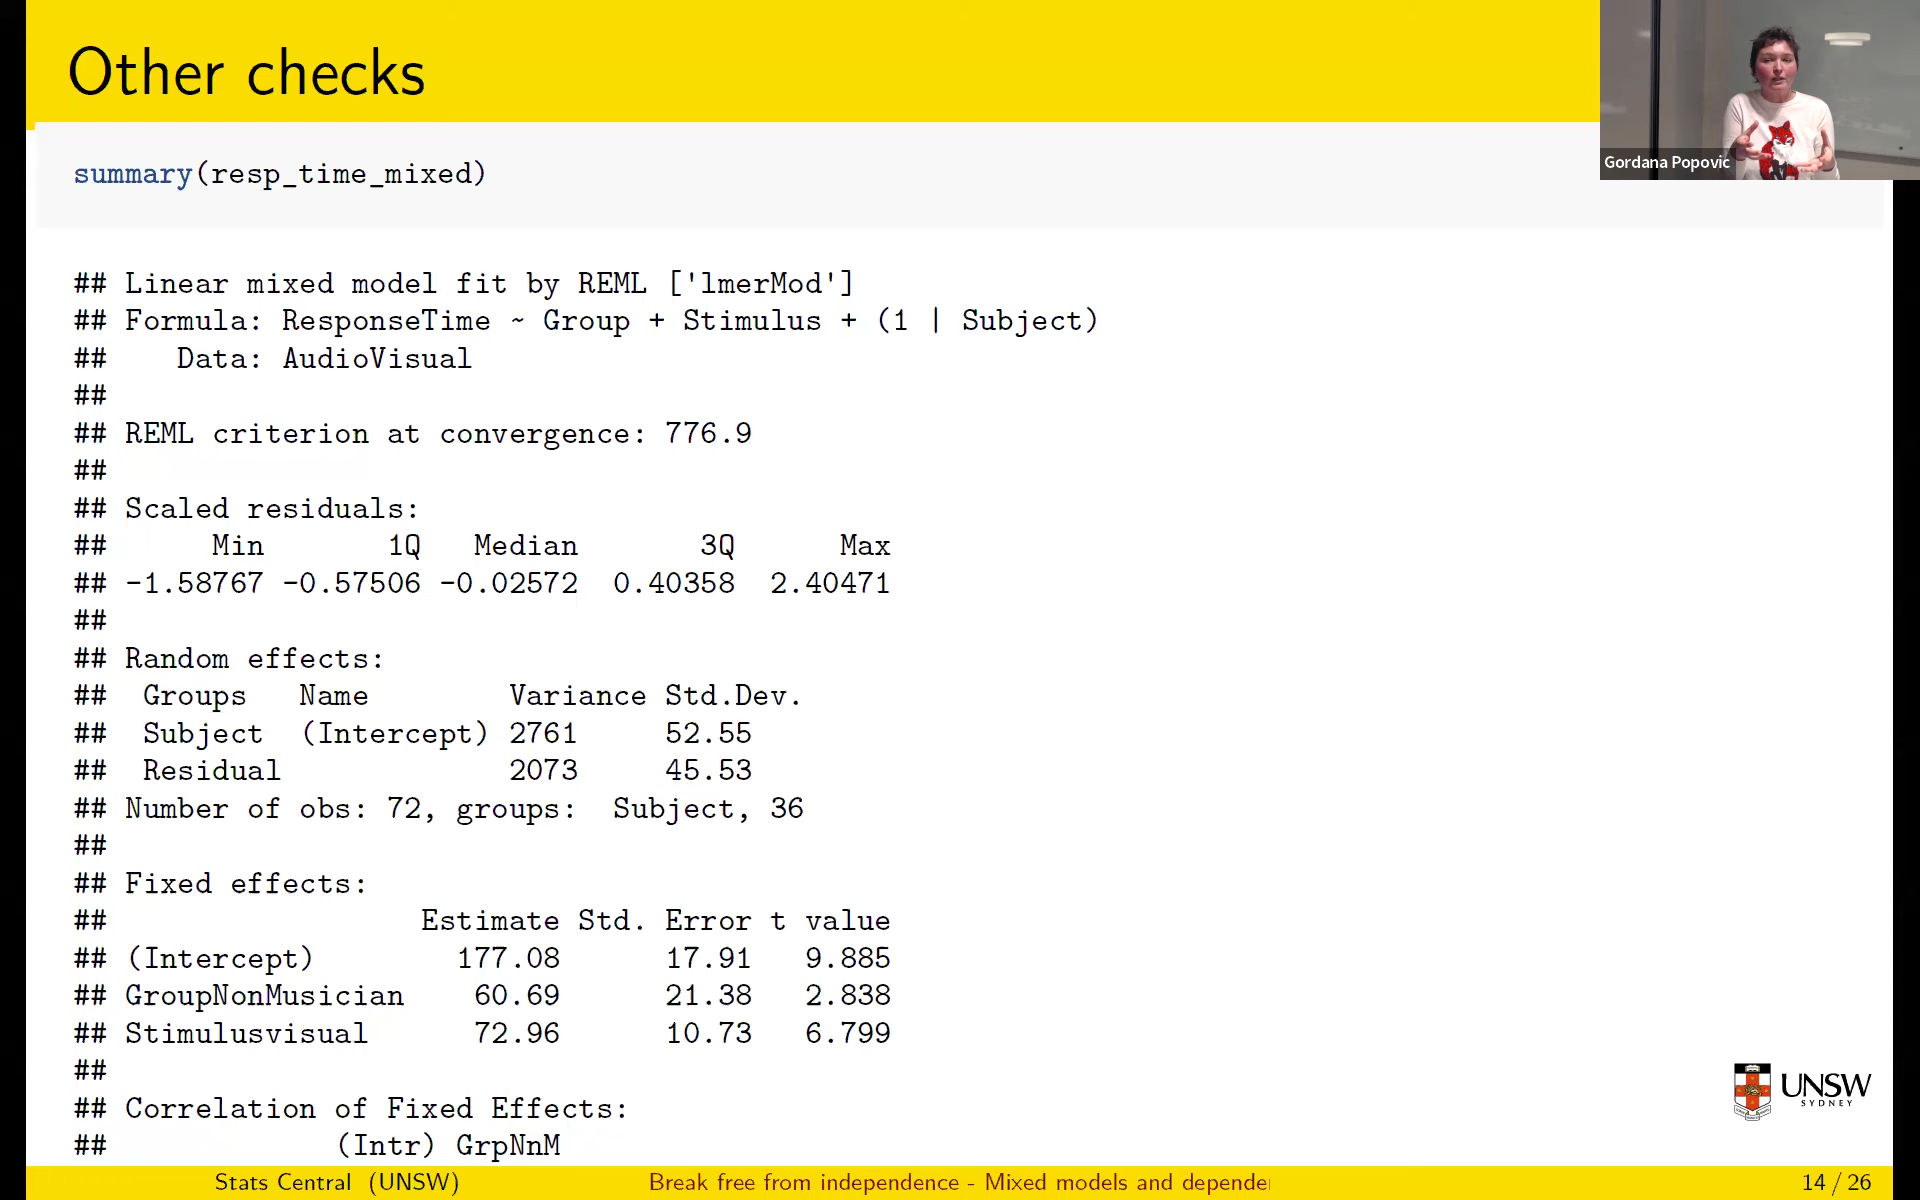 Other checks
Gordana Popovic
summary(resp_time_mixed)
## Linear mixed model fit by REML ['lmerMod']
## Formula: ResponseTime ~ Group + Stimulus + (1 | Subject)
##    Data: AudioVisual
##
## REML criterion at convergence: 776.9
##
## Scaled residuals:
##      Min       1Q   Median       3Q      Max
## -1.58767 -0.57506 -0.02572  0.40358  2.40471
##
## Random effects:
##  Groups   Name        Variance Std.Dev.
##  Subject  (Intercept) 2761     52.55
##  Residual             2073     45.53
## Number of obs: 72, groups:  Subject, 36
##
## Fixed effects:
##                  Estimate Std. Error t value
## (Intercept)        177.08      17.91   9.885
## GroupNonMusician    60.69      21.38   2.838
## Stimulusvisual      72.96      10.73   6.799
##
## Correlation of Fixed Effects:
##             (Intr) GrpNnM
UNSW
SYDNEY
Stats Central (UNSW) Break free from independence - Mixed models and depende 14 / 26